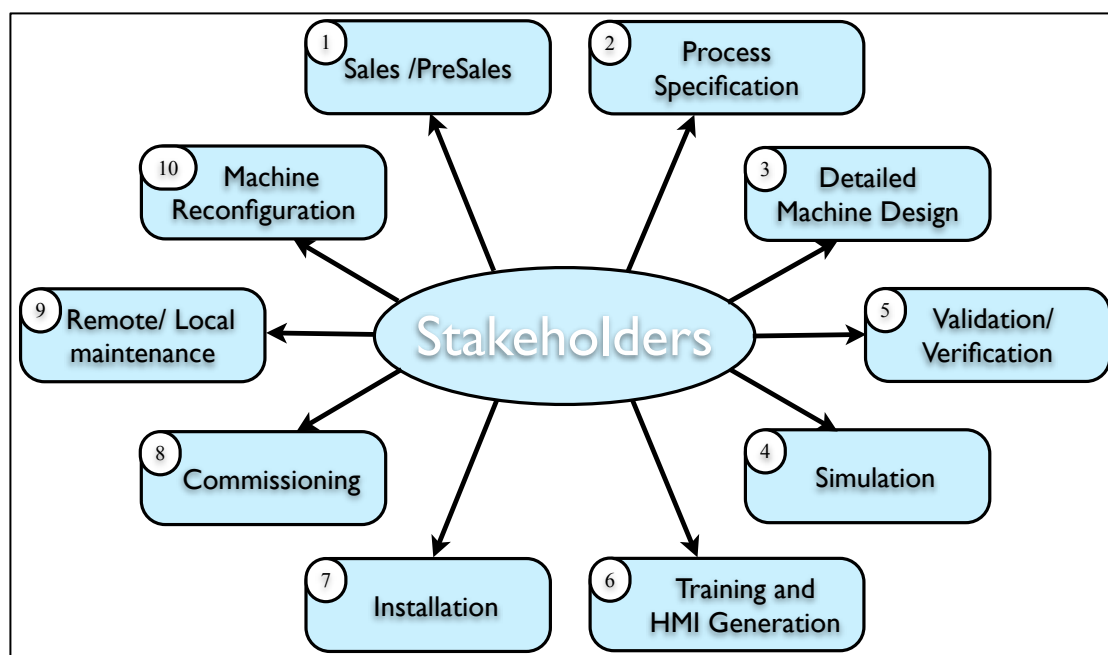 1
Sales /PreSales
2
Process
Specification
10
Machine
Reconfiguration
3
Detailed
Machine Design
9
Remote/ Local
maintenance
Stakeholders
5
Validation/
Verification
8
Commissioning
4
Simulation
7
Installation
6
Training and
HMI Generation